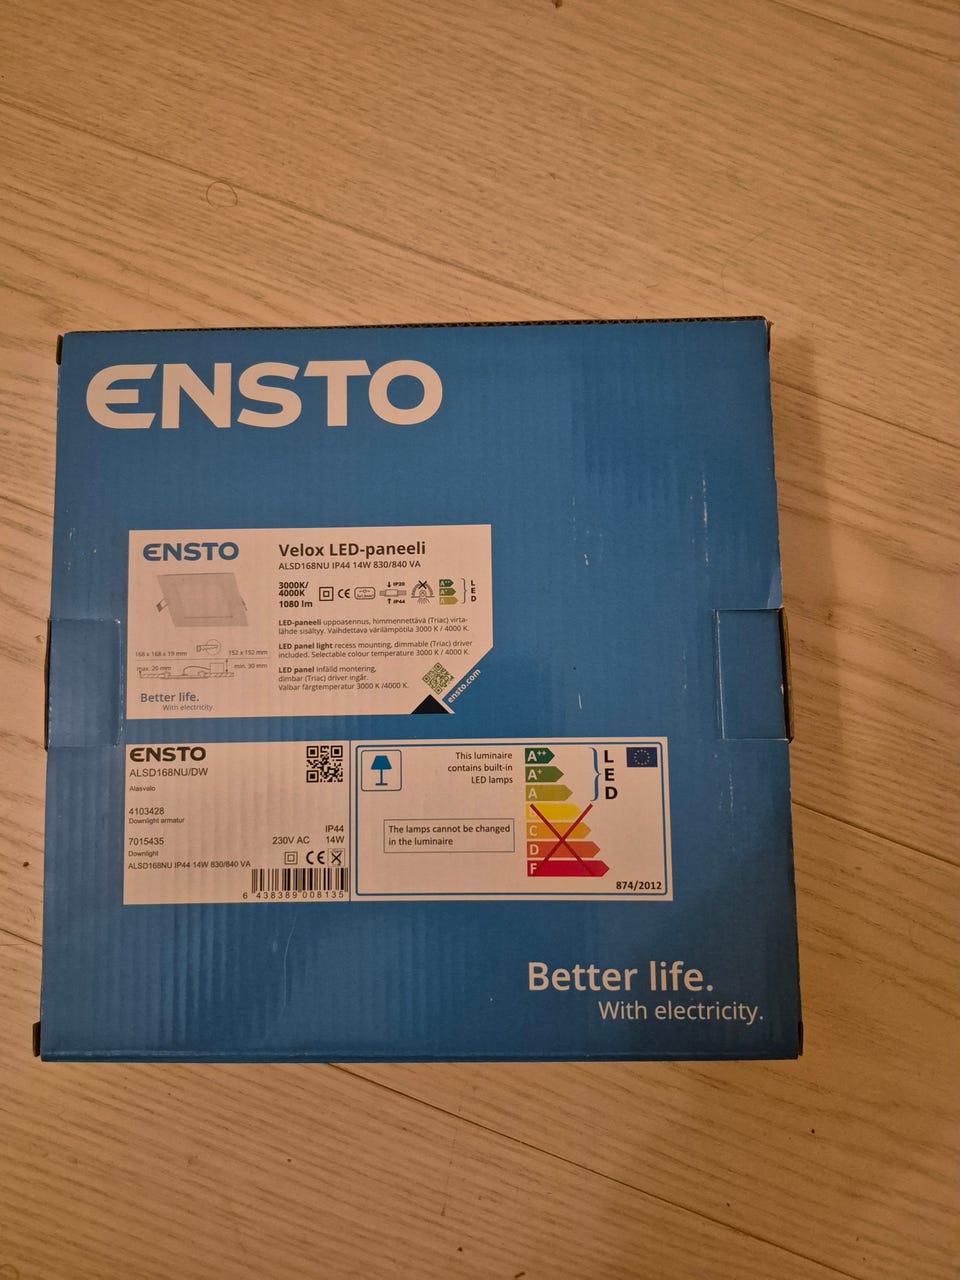 ENSTO
ENSTO
Velox LED-paneeli
ALSD168NU IP44 14W 830/840 VA
3000K/
4000K
1080 lm
CE
IP20
IP44
A++
A+
A
L
E
D
LED-paneeli uppoasennus, himmennettävä (Triac) virta-
lähde sisältyy. Vaihdettava värilämpötila 3000 K / 4000 K.
LED panel light recess mounting, dimmable (Triac) driver
included. Selectable colour temperature 3000 K / 4000 K.
LED panel Infälld montering,
dimbar (Triac) driver ingår.
Valbar färgtemperatur 3000 K /4000 K.
168 x 168 x 19 mm
152 x 152 mm
max. 20 mm
min. 30 mm
Better life.
With electricity.
ensto.com
ENSTO
ALSD168NU/DW
Alasvalo
4103428
Downlight armatur
7015435
Downlight
ALSD168NU IP44 14W 830/840 VA
IP44
230V AC 14W
CE
6 438389 008135
This luminaire
contains built-in
LED lamps
The lamps cannot be changed
in the luminaire
A++
A+
A
B
C
D
F
L
E
D
874/2012
Better life.
With electricity.